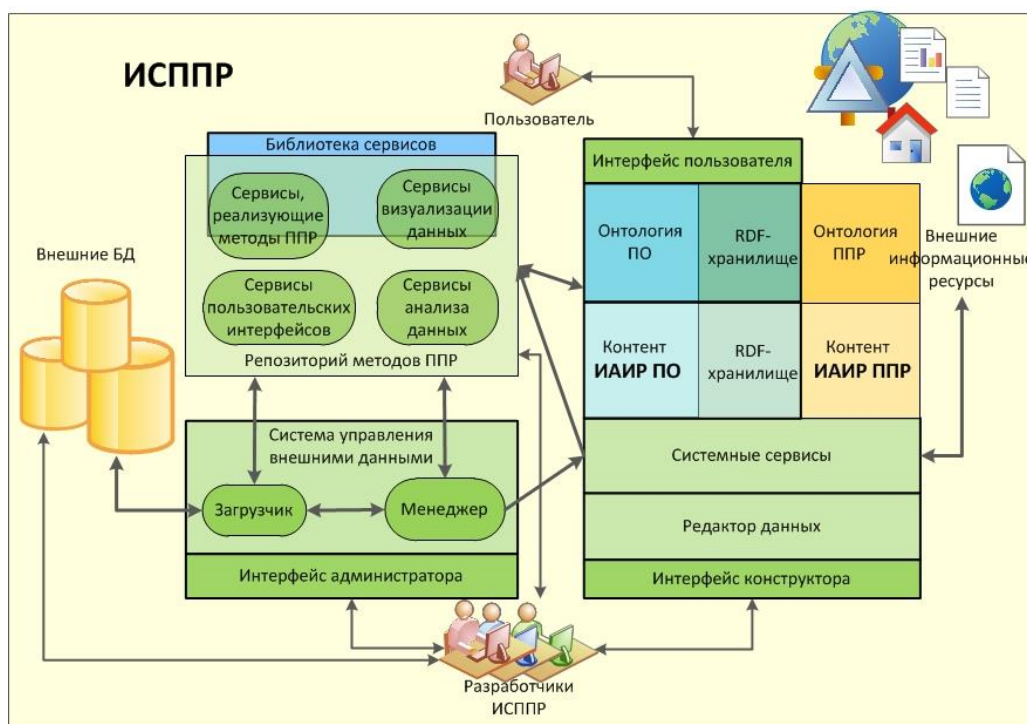 ИСППР
Пользователь
Библиотека сервисов
Сервисы,
реализующие
методы ППР
Сервисы
визуализации
данных
Сервисы
пользовательских
интерфейсов
Сервисы
анализа
данных
Репозиторий методов ППР
Внешние БД
Система управления
внешними данными
Загрузчик
Менеджер
Интерфейс администратора
Интерфейс пользователя
Онтология
ПО
RDF-
хранилище
Онтология
ППР
Контент
ИАИР ПО
RDF-
хранилище
Контент
ИАИР ППР
Системные сервисы
Редактор данных
Интерфейс конструктора
Внешние
информационные
ресурсы
Разработчики
ИСППР